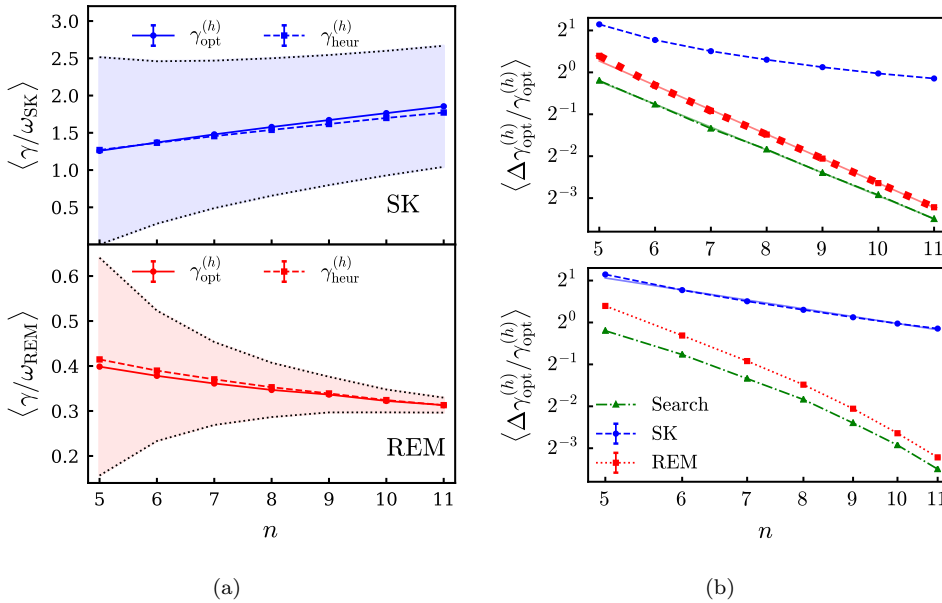 3.0
2.5
2.0
1.5
1.0
0.5
⟨γ/ω_SK⟩
γ_opt^(h)
γ_heur^(h)
SK
0.6
0.5
0.4
0.3
0.2
⟨γ/ω_REM⟩
γ_opt^(h)
γ_heur^(h)
REM
5 6 7 8 9 10 11
n
(a)
2^1
2^0
2^−1
2^−2
2^−3
⟨Δγ_opt^(h)/γ_opt^(h)⟩
5 6 7 8 9 10 11
2^1
2^0
2^−1
2^−2
2^−3
⟨Δγ_opt^(h)/γ_opt^(h)⟩
Search
SK
REM
5 6 7 8 9 10 11
n
(b)